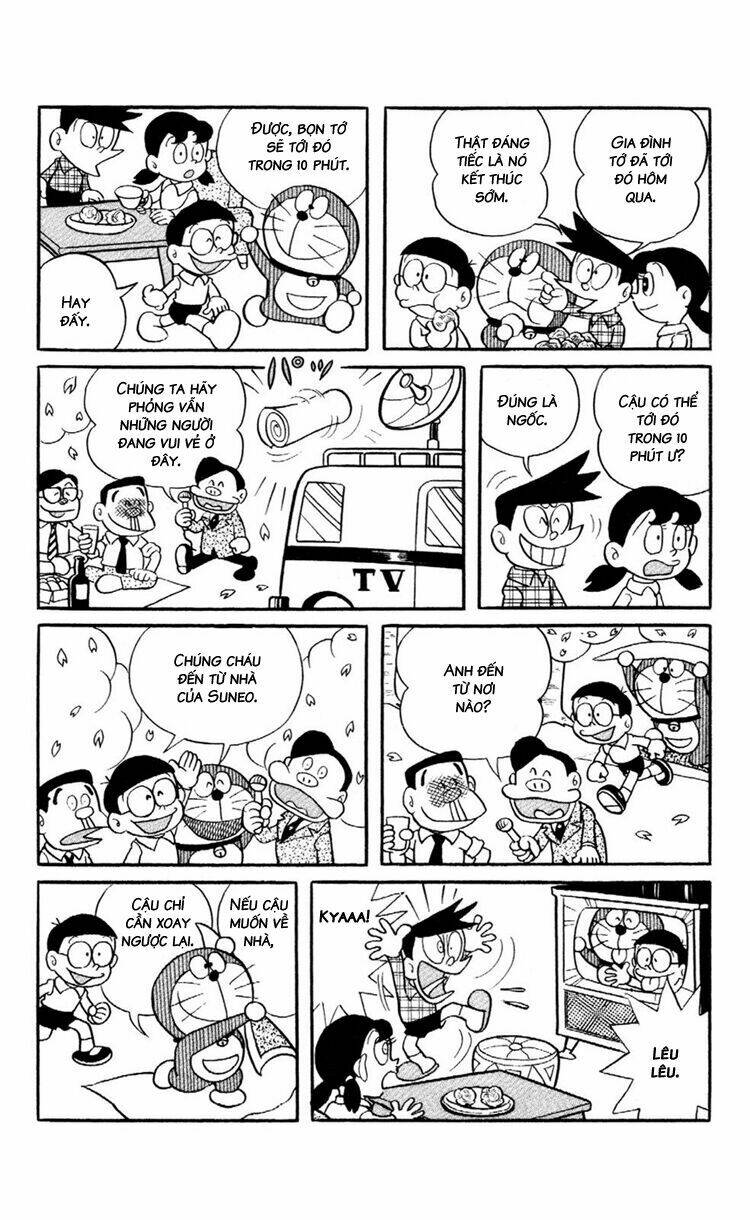 GIA ĐÌNH
TỚ ĐÃ TỚI
ĐÓ HÔM
QUA.
THẬT ĐÁNG
TIẾC LÀ NÓ
KẾT THÚC
SỚM.
ĐƯỢC, BỌN TỚ
SẼ TỚI ĐÓ
TRONG 10 PHÚT.
HAY
ĐẤY.
CẬU CÓ THỂ
TỚI ĐÓ
TRONG 10
PHÚT Ư?
ĐÚNG LÀ
NGỐC.
CHÚNG TA HÃY
PHỎNG VẤN
NHỮNG NGƯỜI
ĐANG VUI VẺ Ở
ĐÂY.
TV
ANH ĐẾN
TỪ NƠI
NÀO?
CHÚNG CHÁU
ĐẾN TỪ NHÀ
CỦA SUNEO.
LÊU
LÊU.
KYAAA!
NẾU CẬU
MUỐN VỀ
NHÀ,
CẬU CHỈ
CẦN XOAY
NGƯỢC LẠI.